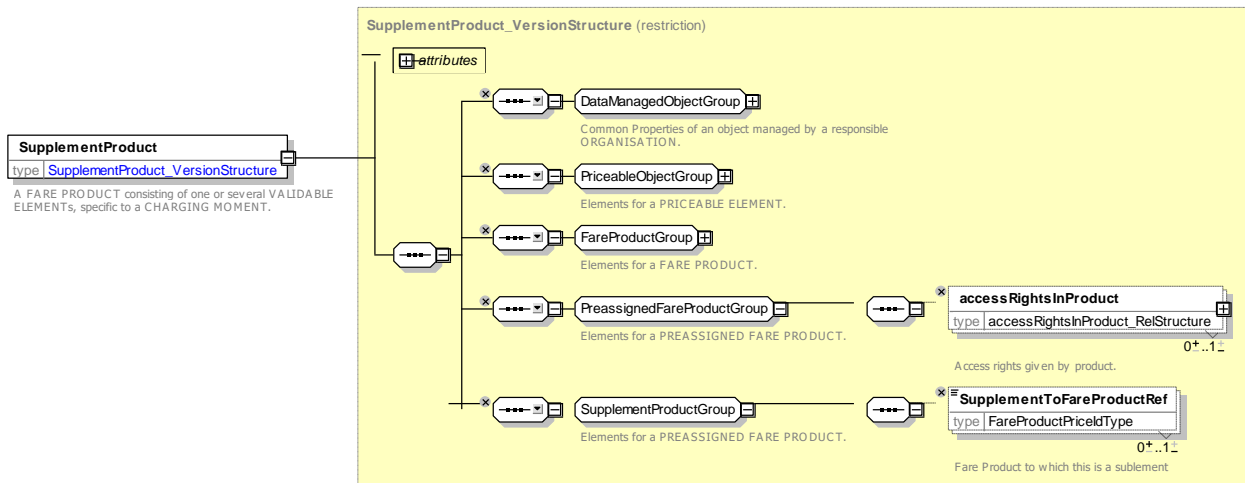 SupplementProduct_VersionStructure (restriction)
attributes
DataManagedObjectGroup
Common Properties of an object managed by a responsible
ORGANISATION.
SupplementProduct
type SupplementProduct_VersionStructure
A FARE PRODUCT consisting of one or several VALIDABLE
ELEMENTs, specific to a CHARGING MOMENT.
PriceableObjectGroup
Elements for a PRICEABLE ELEMENT.
FareProductGroup
Elements for a FARE PRODUCT.
PreassignedFareProductGroup
Elements for a PREASSIGNED FARE PRODUCT.
accessRightsInProduct
type accessRightsInProduct_RelStructure
0..1
Access rights given by product.
SupplementProductGroup
Elements for a PREASSIGNED FARE PRODUCT.
SupplementToFareProductRef
type FareProductPriceIdType
0..1
Fare Product to which this is a sublement